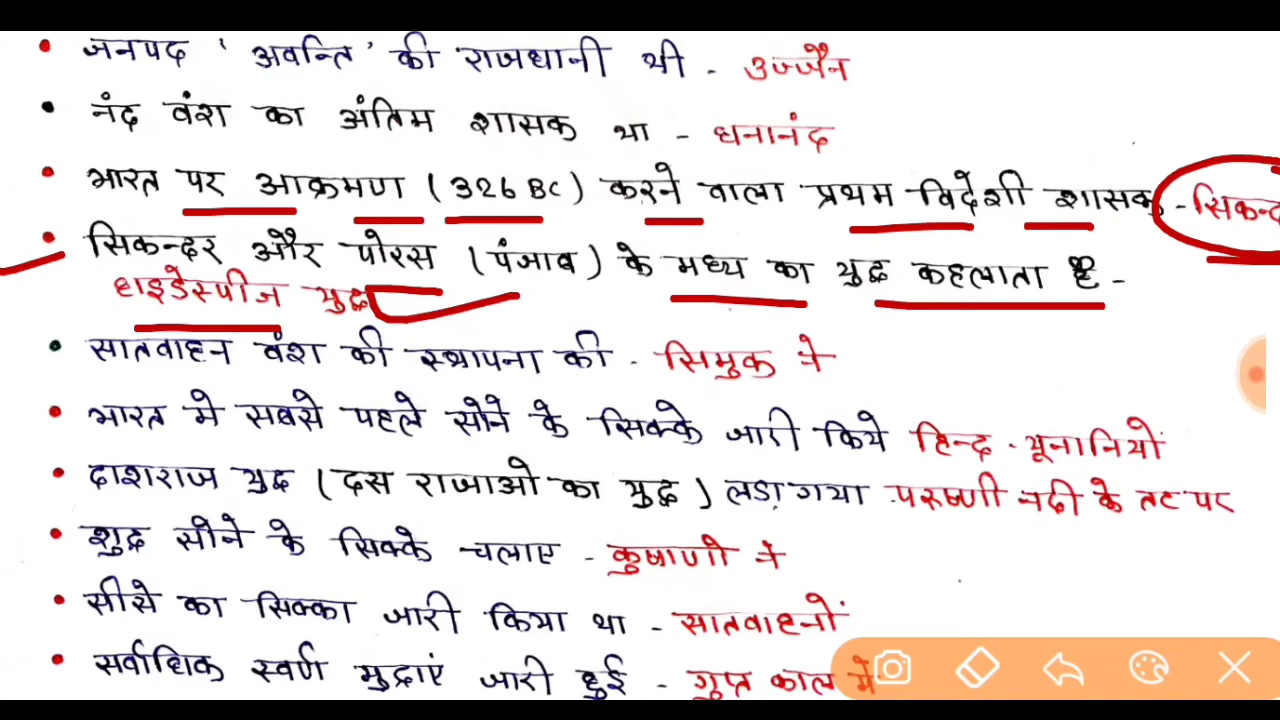 • जनपद 'अवन्ति' की राजधानी थी - उज्जैन
• नंद वंश का अंतिम शासक था - धनानंद
• भारत पर आक्रमण (326 BC) करने वाला प्रथम विदेशी शासक - सिकन्द
• सिकन्दर और पोरस (पंजाब) के मध्य का युद्ध कहलाता है -
हाइडेस्पीज युद्ध
• सातवाहन वंश की स्थापना की - सिमुक ने
• भारत मे सबसे पहले सोने के सिक्के जारी किये हिन्द - यूनानियों
• दाशराज युद्ध (दस राजाओ का युद्ध) लड़ा गया - परुष्णी नदी के तट पर
• शुद्ध सोने के सिक्के चलाए - कुषाणो ने
• सीसे का सिक्का जारी किया था - सातवाहनों
• सर्वाधिक स्वर्ण मुद्राएं जारी हुई - गुप्त काल में